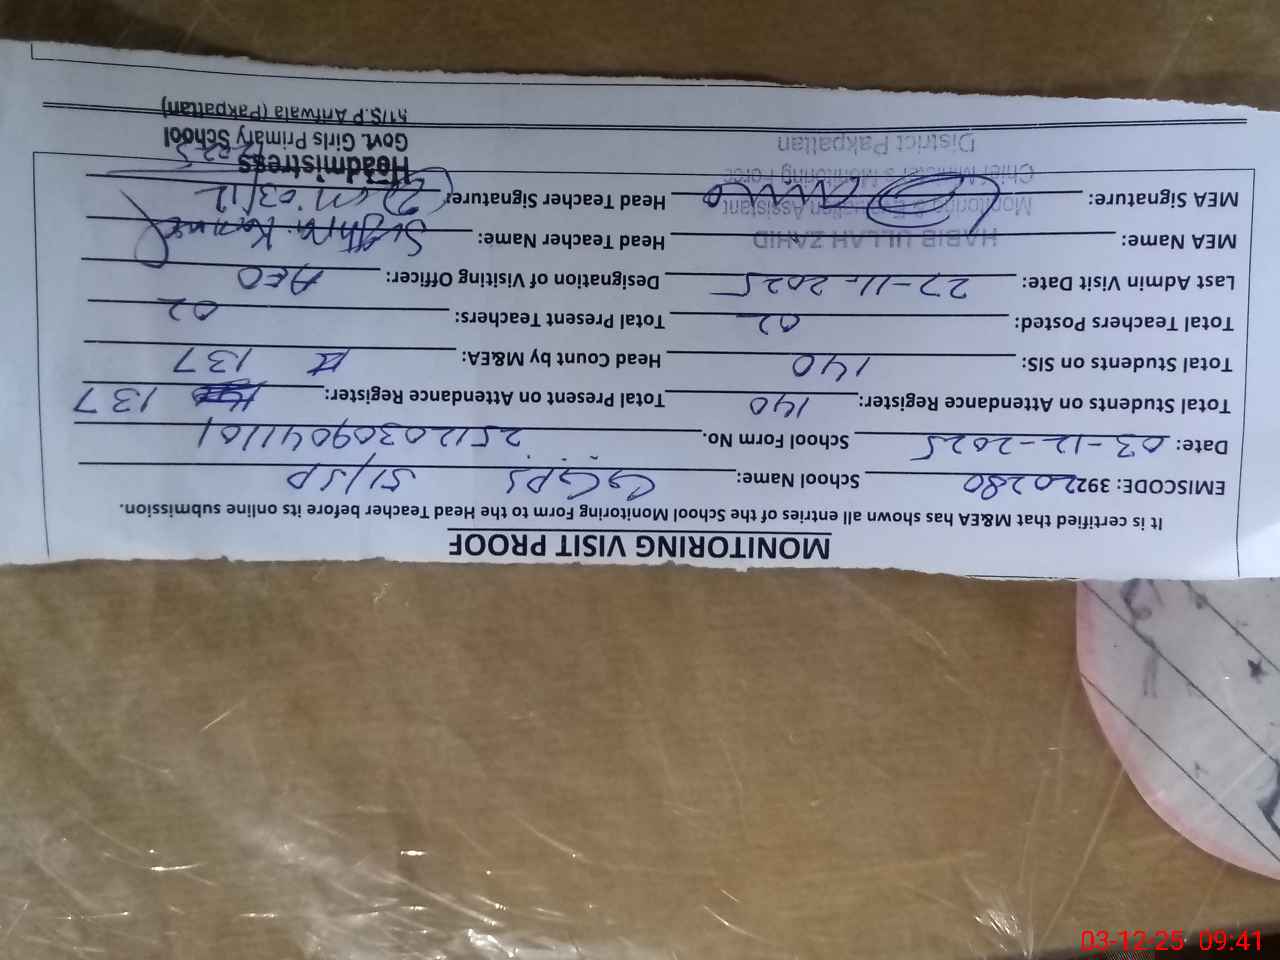 MONITORING VISIT PROOF
It is certified that M&EA has shown all entries of the School Monitoring Form to the Head Teacher before its online submission.
EMISCODE: 39220280 School Name: GGPS 51/SP
Date: 03-12-2025 School Form No. 25120309041101
Total Students on Attendance Register: 140 Total Present on Attendance Register: 137
Total Students on SIS: 140 Head Count by M&EA: 137
Total Teachers Posted: 02 Total Present Teachers: 02
Last Admin Visit Date: 27-11-2025 Designation of Visiting Officer: AEO
MEA Name: HABIB ULLAH ZAHID Head Teacher Name:
Monitoring & Evaluation Assistant
MEA Signature: Head Teacher Signature: 03/12
Chief Minister's Monitoring Force
District Pakpattan
Headmistress
Govt. Girls Primary School
51/S.P Arifwala (Pakpattan)
03-12-25 09:41